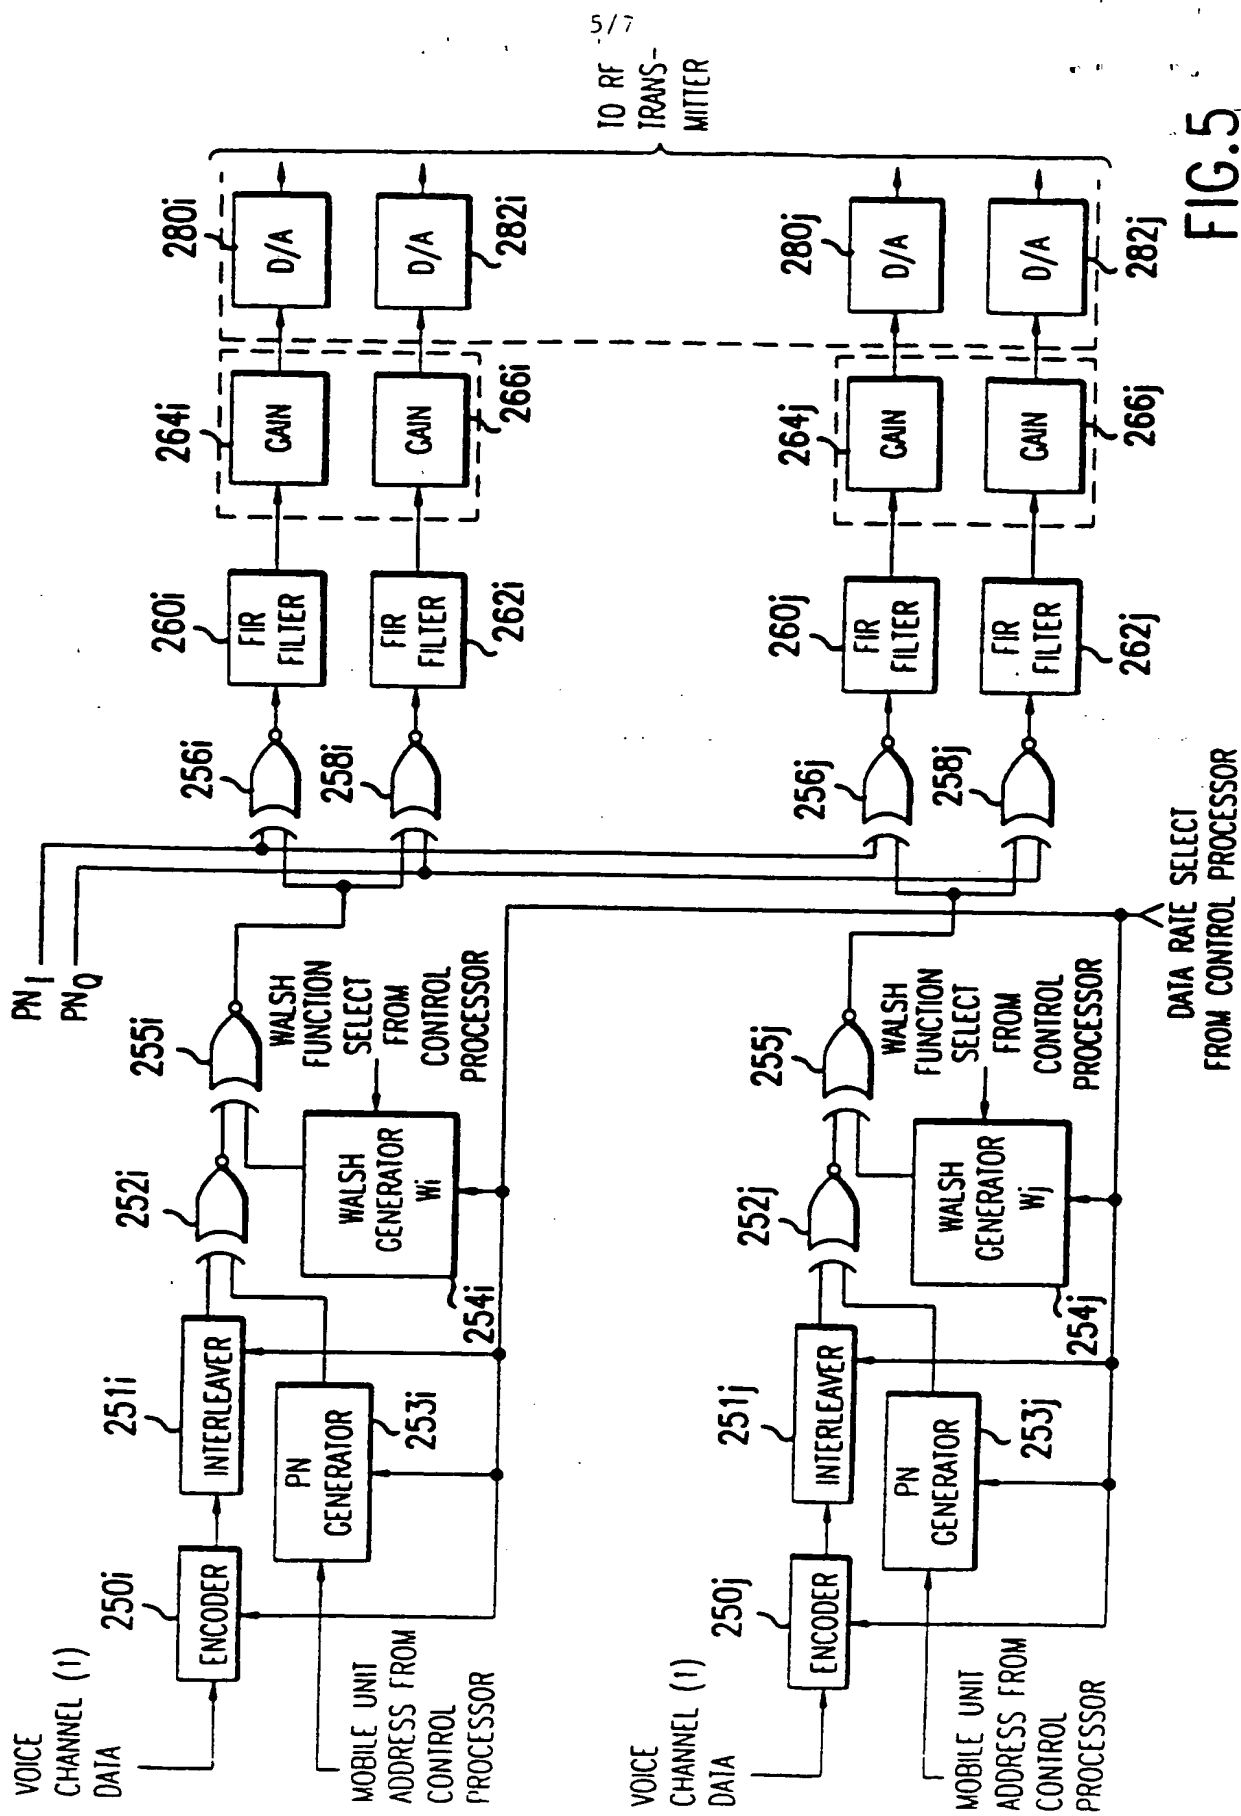 5/7
TO RF
TRANS-
MITTER
280i
D/A
D/A
282i
264i
GAIN
GAIN
266i
260i
FIR
FILTER
FIR
FILTER
262i
256i
258i
PN I
PN Q
255i
WALSH
FUNCTION
SELECT
FROM
CONTROL
PROCESSOR
252i
WALSH
GENERATOR
Wi
254i
251i
INTERLEAVER
PN
GENERATOR
253i
250i
ENCODER
VOICE
CHANNEL (1)
DATA
MOBILE UNIT
ADDRESS FROM
CONTROL
PROCESSOR
280j
D/A
D/A
282j
264j
GAIN
GAIN
266j
260j
FIR
FILTER
FIR
FILTER
262j
256j
258j
255j
WALSH
FUNCTION
SELECT
FROM
CONTROL
PROCESSOR
252j
WALSH
GENERATOR
Wj
254j
251j
INTERLEAVER
PN
GENERATOR
253j
250j
ENCODER
VOICE
CHANNEL (1)
DATA
MOBILE UNIT
ADDRESS FROM
CONTROL
PROCESSOR
DATA RATE SELECT
FROM CONTROL PROCESSOR
FIG.5